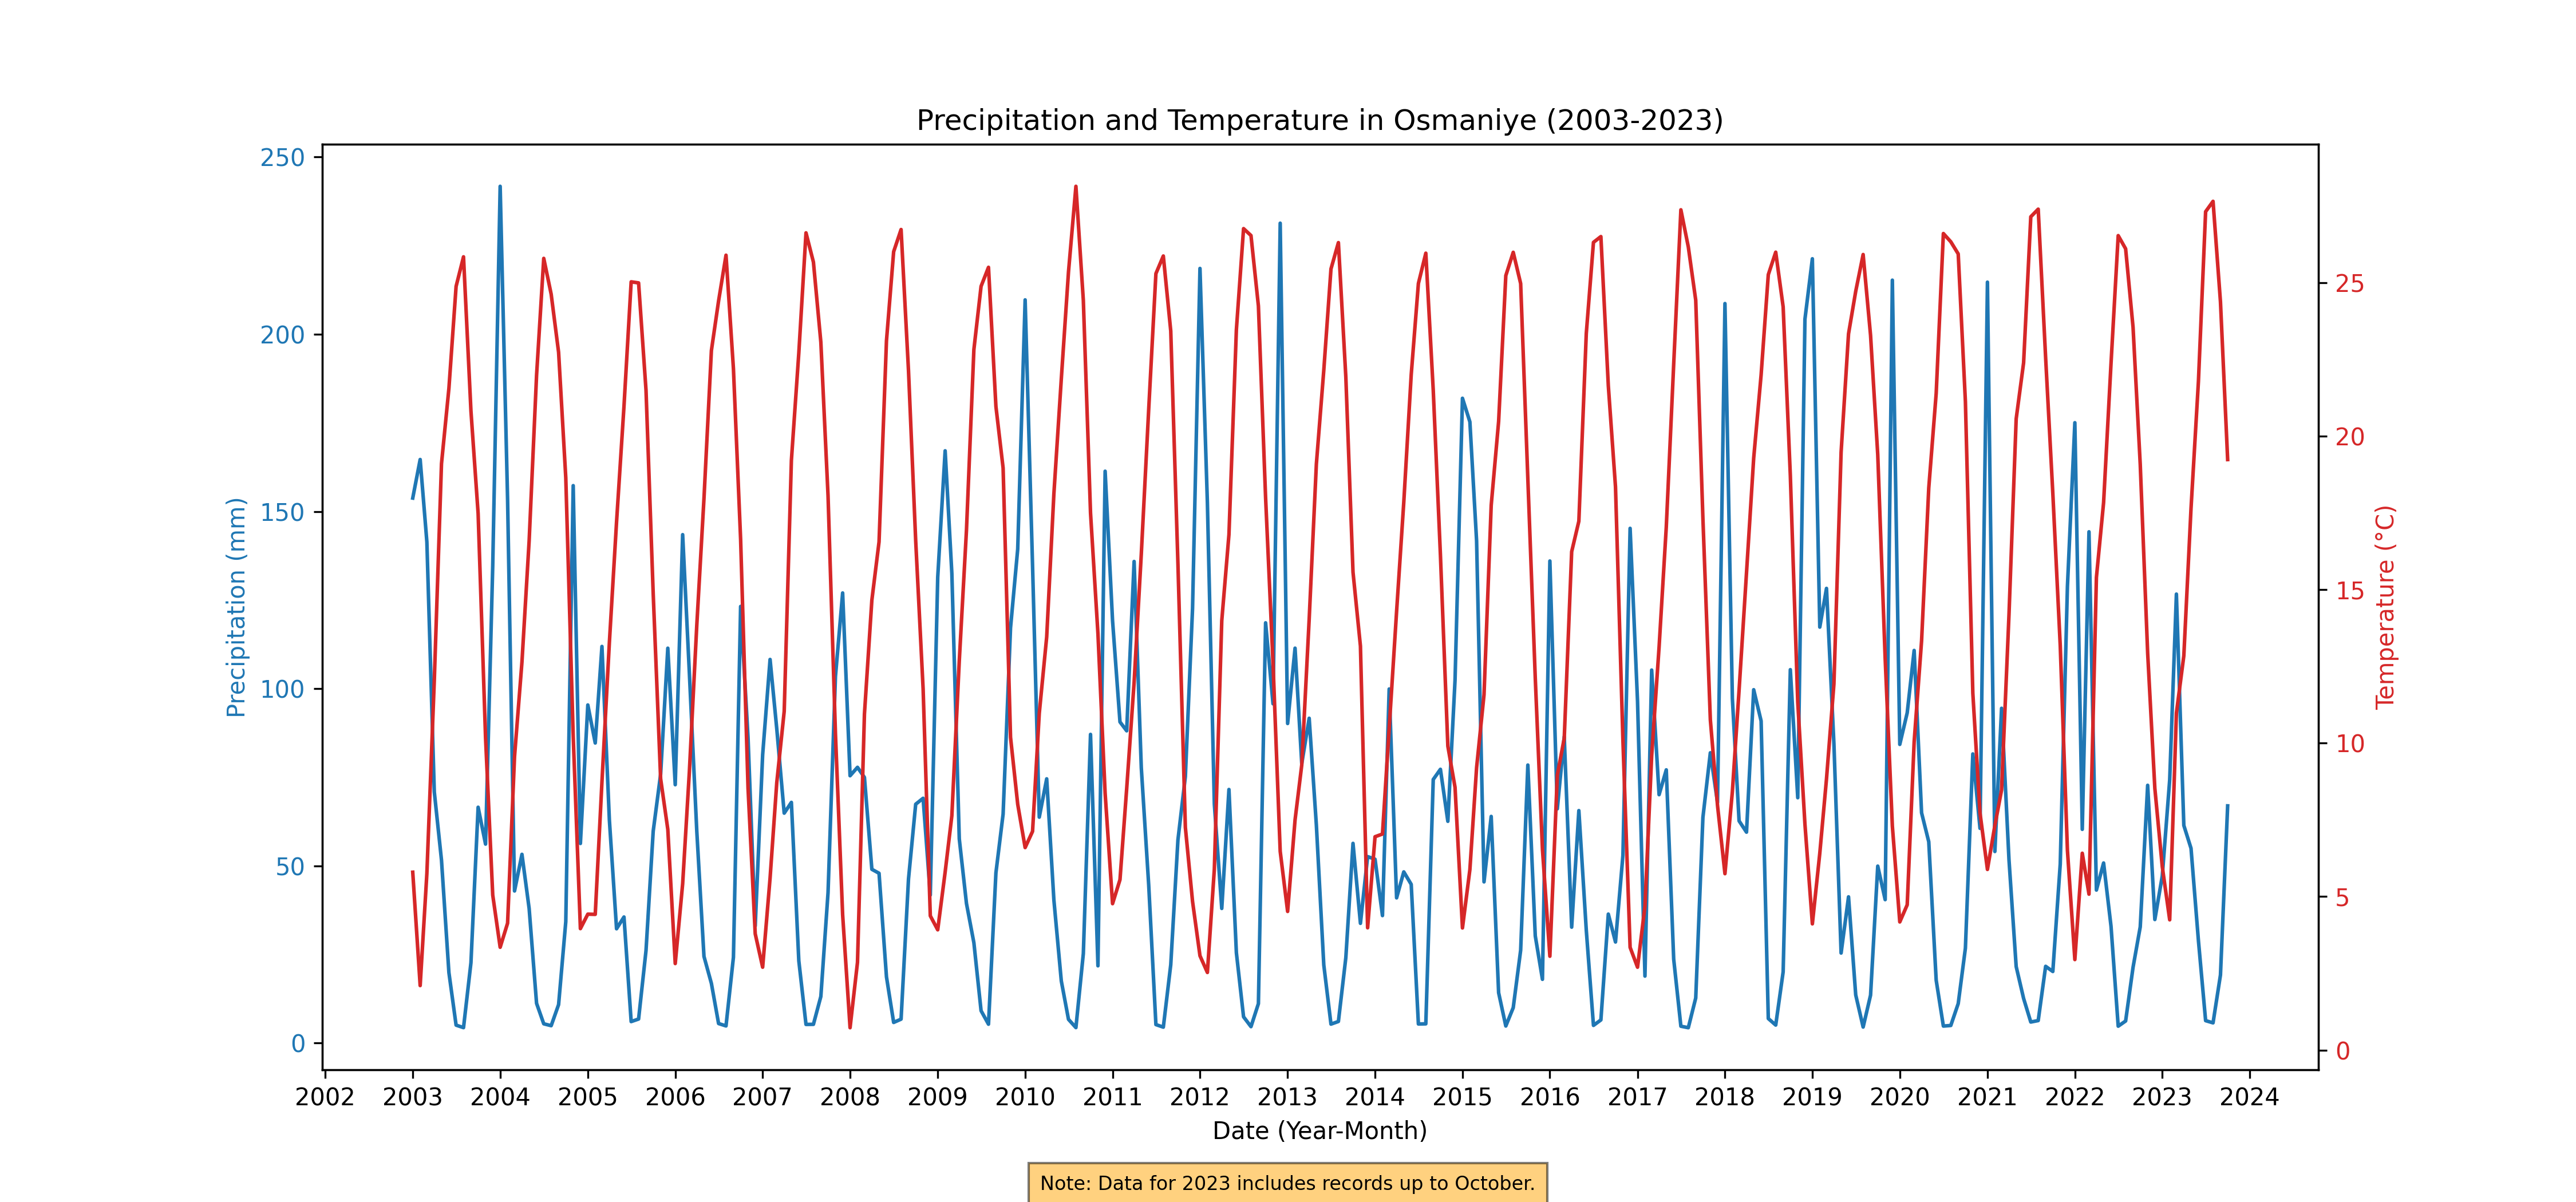 Precipitation and Temperature in Osmaniye (2003-2023)
250
200
150
100
50
0
Precipitation (mm)
25
20
15
10
5
0
Temperature (°C)
2002 2003 2004 2005 2006 2007 2008 2009 2010 2011 2012 2013 2014 2015 2016 2017 2018 2019 2020 2021 2022 2023 2024
Date (Year-Month)
Note: Data for 2023 includes records up to October.